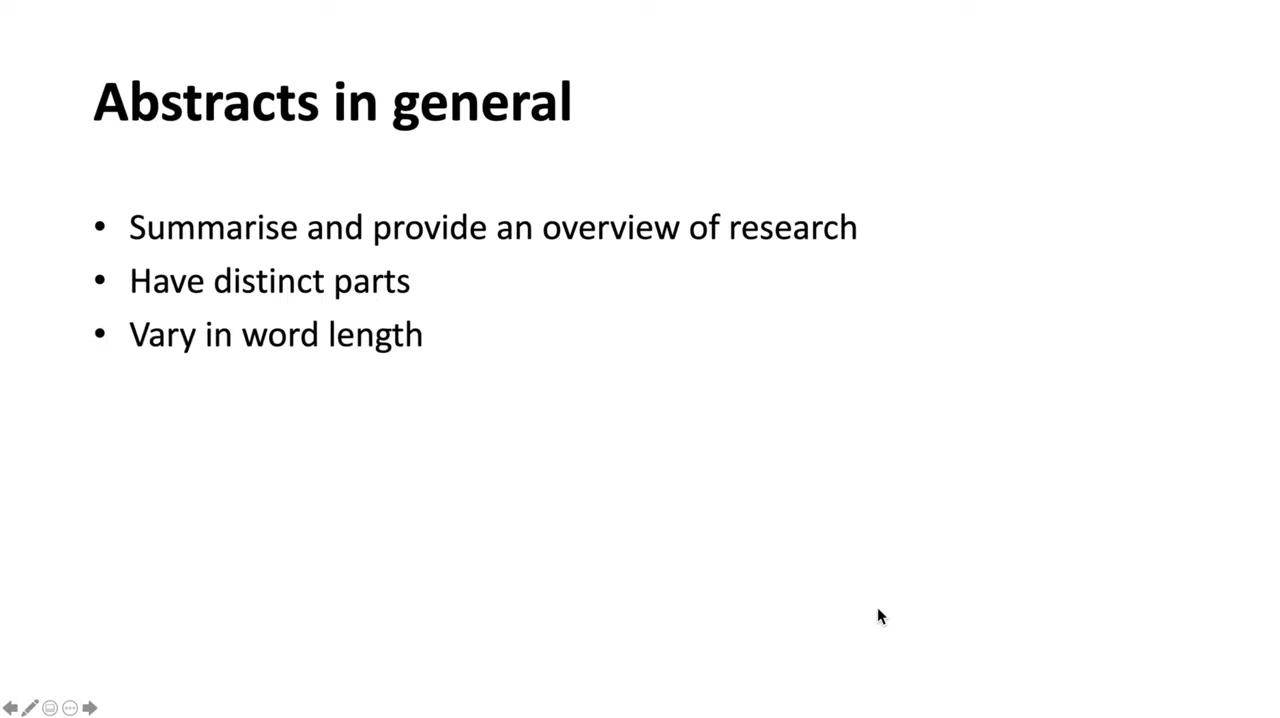 Abstracts in general
• Summarise and provide an overview of research
• Have distinct parts
• Vary in word length